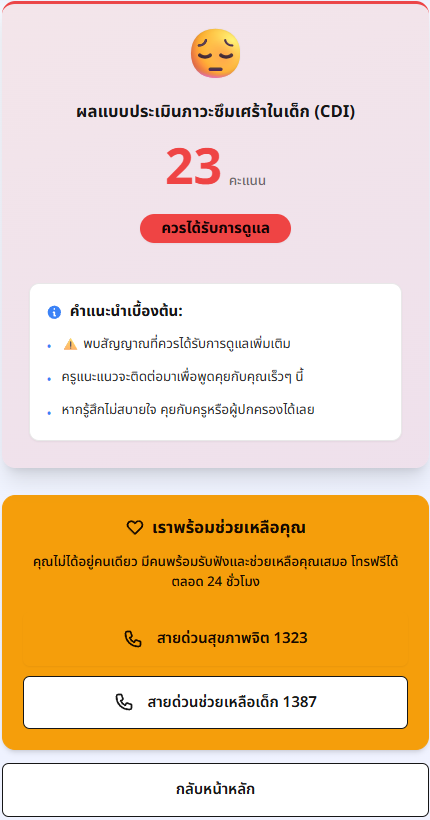 ผลแบบประเมินภาวะซึมเศร้าในเด็ก (CDI)
23 คะแนน
ควรได้รับการดูแล
คำแนะนำเบื้องต้น:
• ⚠️ พบสัญญาณที่ควรได้รับการดูแลเพิ่มเติม
• ครูแนะแนวจะติดต่อมาเพื่อพูดคุยกับคุณเร็วๆ นี้
• หากรู้สึกไม่สบายใจ คุยกับครูหรือผู้ปกครองได้เลย
เราพร้อมช่วยเหลือคุณ
คุณไม่ได้อยู่คนเดียว มีคนพร้อมรับฟังและช่วยเหลือคุณเสมอ โทรฟรีได้
ตลอด 24 ชั่วโมง
สายด่วนสุขภาพจิต 1323
สายด่วนช่วยเหลือเด็ก 1387
กลับหน้าหลัก